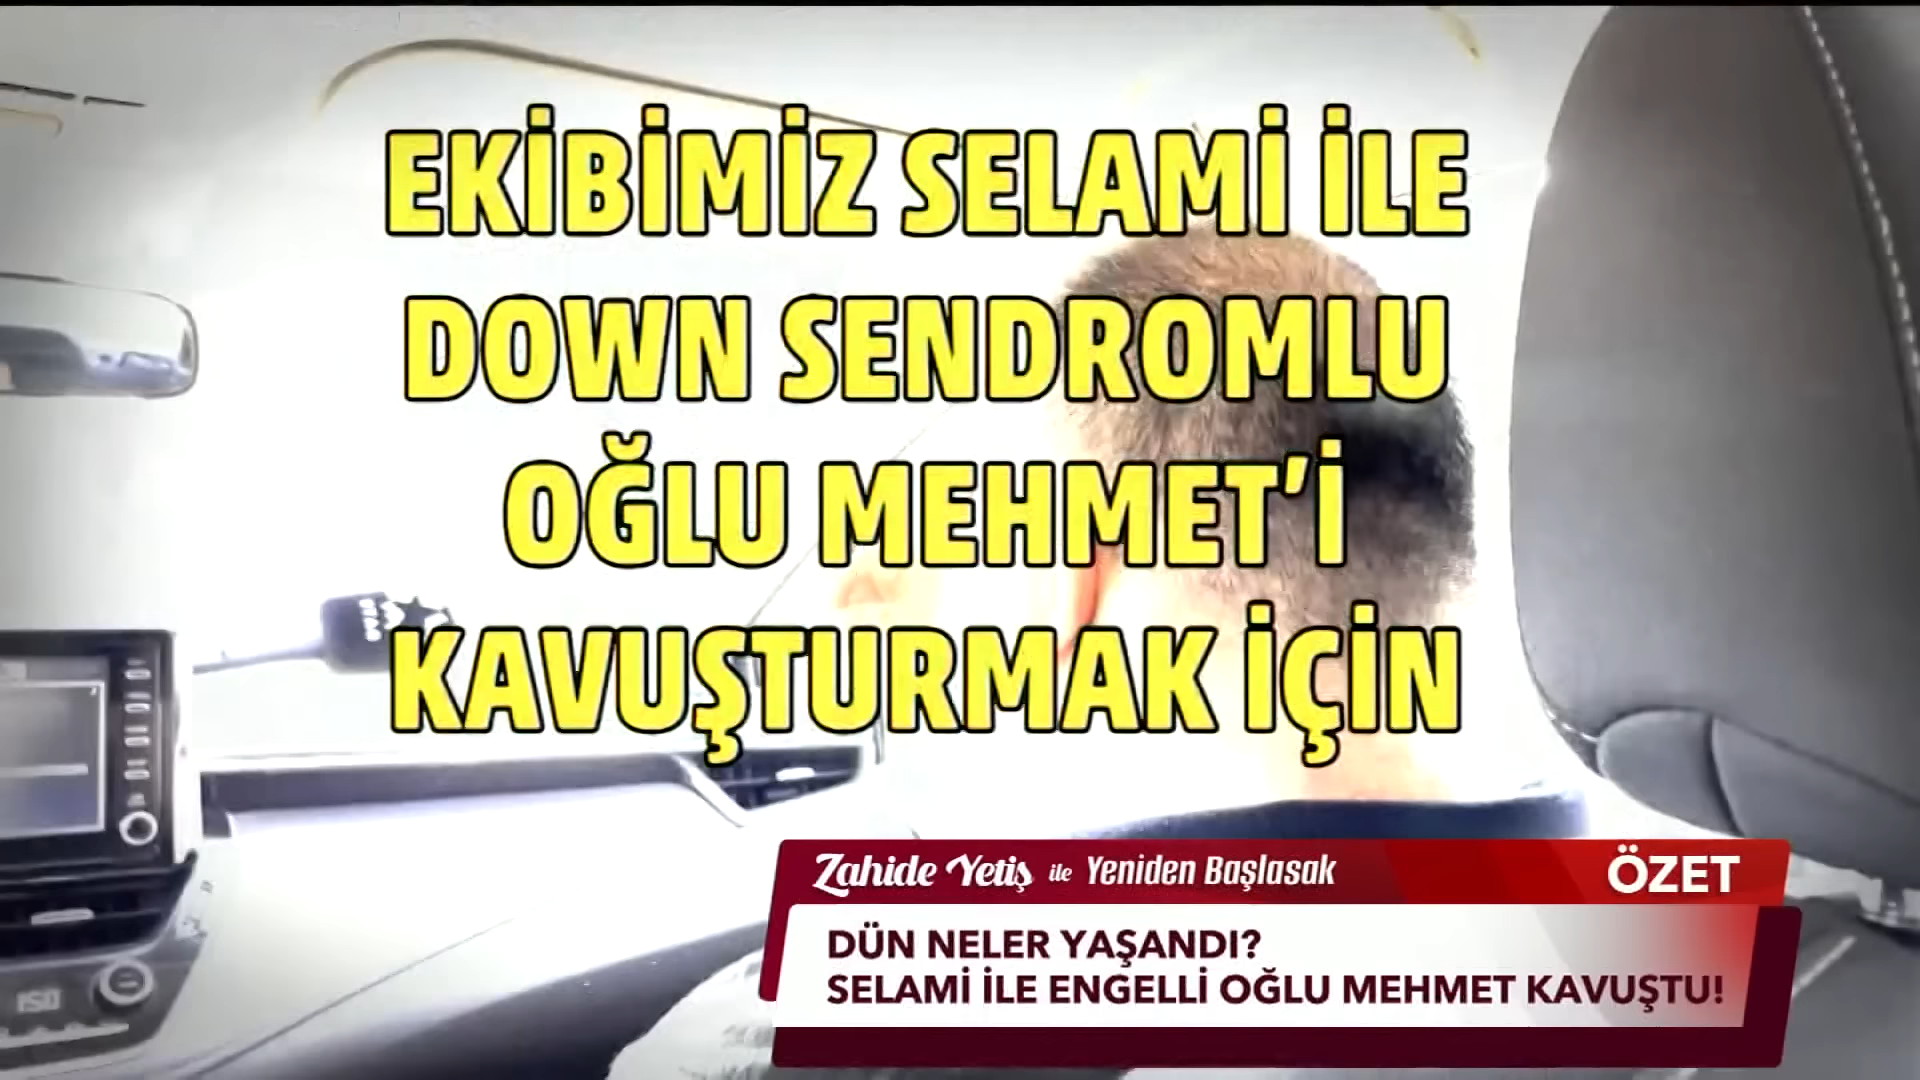 EKİBİMİZ SELAMİ İLE
DOWN SENDROMLU
OĞLU MEHMET'İ
KAVUŞTURMAK İÇİN
Zahide Yetiş ile Yeniden Başlasak
ÖZET
DÜN NELER YAŞANDI?
SELAMİ İLE ENGELLİ OĞLU MEHMET KAVUŞTU!